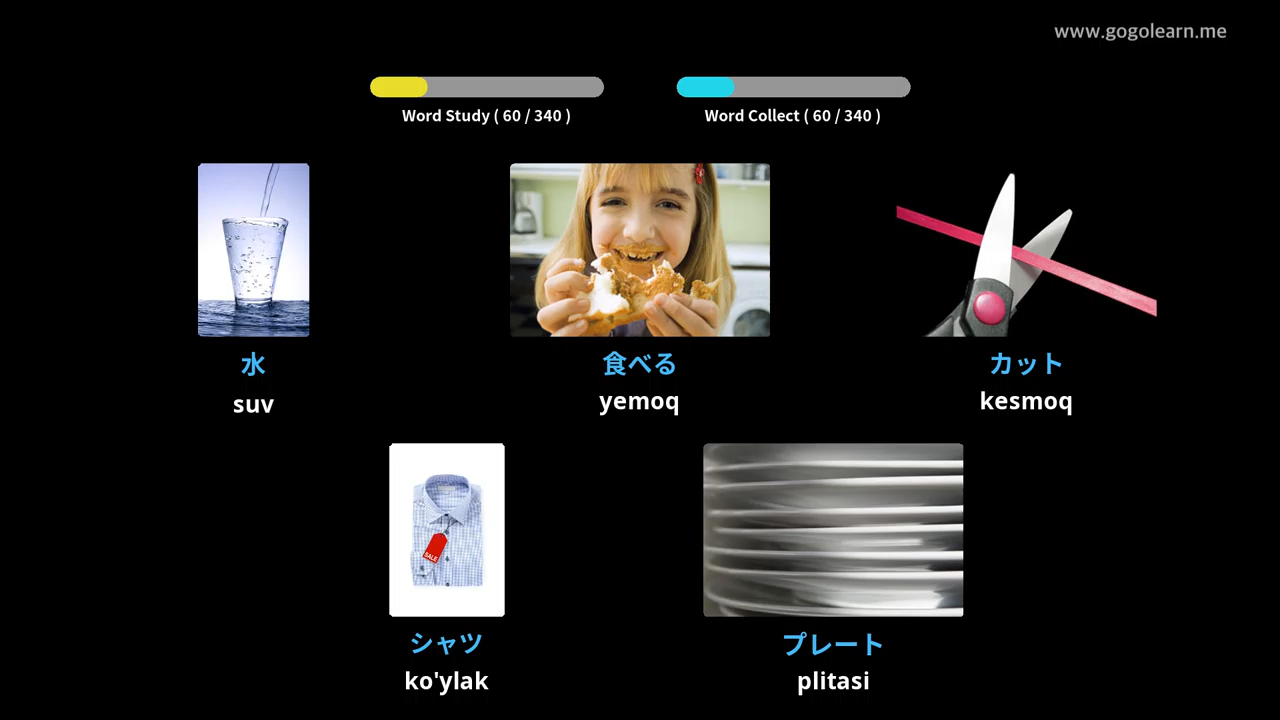 www.gogolearn.me
Word Study ( 60 / 340 )
Word Collect ( 60 / 340 )
水
suv
食べる
yemoq
カット
kesmoq
SALE
シャツ
ko'ylak
プレート
plitasi